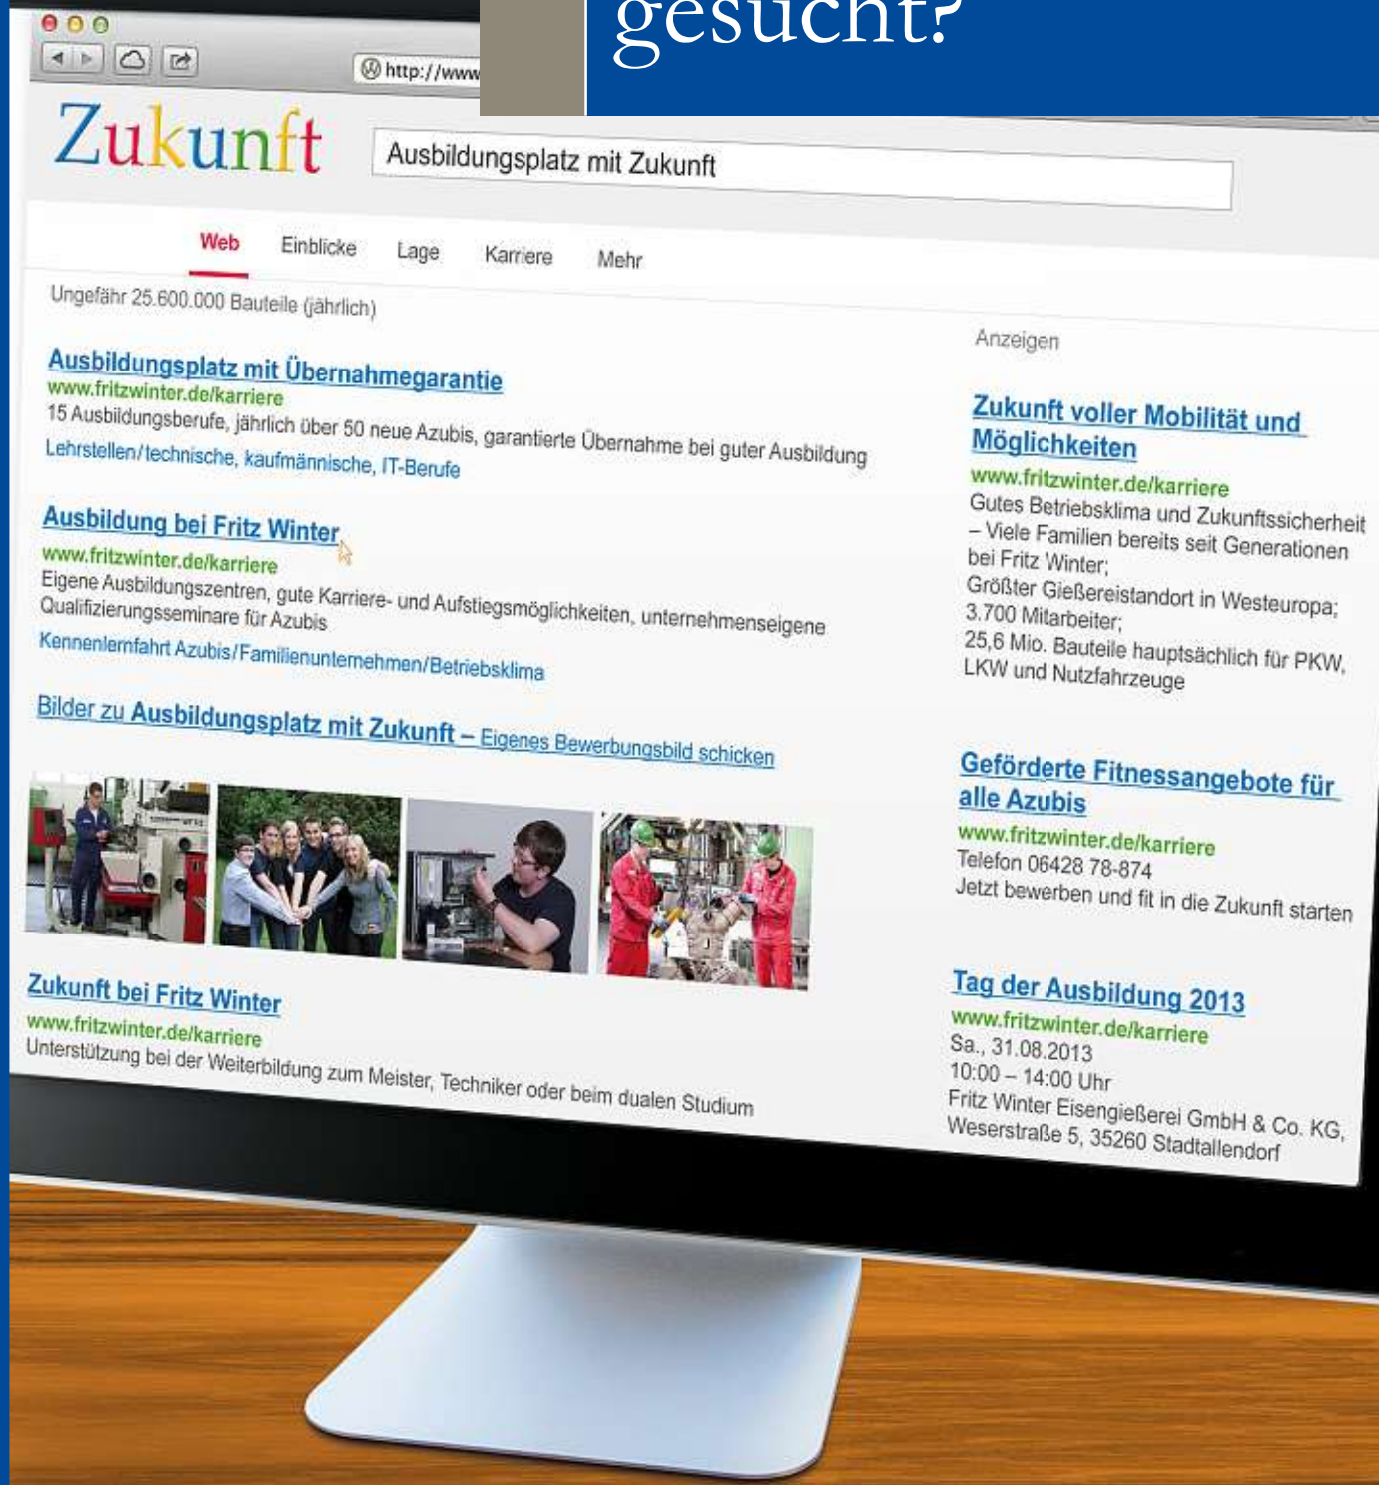 gesucht?
http://www
Zukunft
Ausbildungsplatz mit Zukunft
Web Einblicke Lage Karriere Mehr
Ungefähr 25.600.000 Bauteile (jährlich)
Ausbildungsplatz mit Übernahmegarantie
www.fritzwinter.de/karriere
15 Ausbildungsberufe, jährlich über 50 neue Azubis, garantierte Übernahme bei guter Ausbildung
Lehrstellen/technische, kaufmännische, IT-Berufe
Ausbildung bei Fritz Winter
www.fritzwinter.de/karriere
Eigene Ausbildungszentren, gute Karriere- und Aufstiegsmöglichkeiten, unternehmenseigene
Qualifizierungsseminare für Azubis
Kennenlernfahrt Azubis/Familienunternehmen/Betriebsklima
Bilder zu Ausbildungsplatz mit Zukunft – Eigenes Bewerbungsbild schicken
Zukunft bei Fritz Winter
www.fritzwinter.de/karriere
Unterstützung bei der Weiterbildung zum Meister, Techniker oder beim dualen Studium
Anzeigen
Zukunft voller Mobilität und
Möglichkeiten
www.fritzwinter.de/karriere
Gutes Betriebsklima und Zukunftssicherheit
– Viele Familien bereits seit Generationen
bei Fritz Winter;
Größter Gießereistandort in Westeuropa;
3.700 Mitarbeiter;
25,6 Mio. Bauteile hauptsächlich für PKW,
LKW und Nutzfahrzeuge
Geförderte Fitnessangebote für
alle Azubis
www.fritzwinter.de/karriere
Telefon 06428 78-874
Jetzt bewerben und fit in die Zukunft starten
Tag der Ausbildung 2013
www.fritzwinter.de/karriere
Sa., 31.08.2013
10:00 – 14:00 Uhr
Fritz Winter Eisengießerei GmbH & Co. KG,
Weserstraße 5, 35260 Stadtallendorf